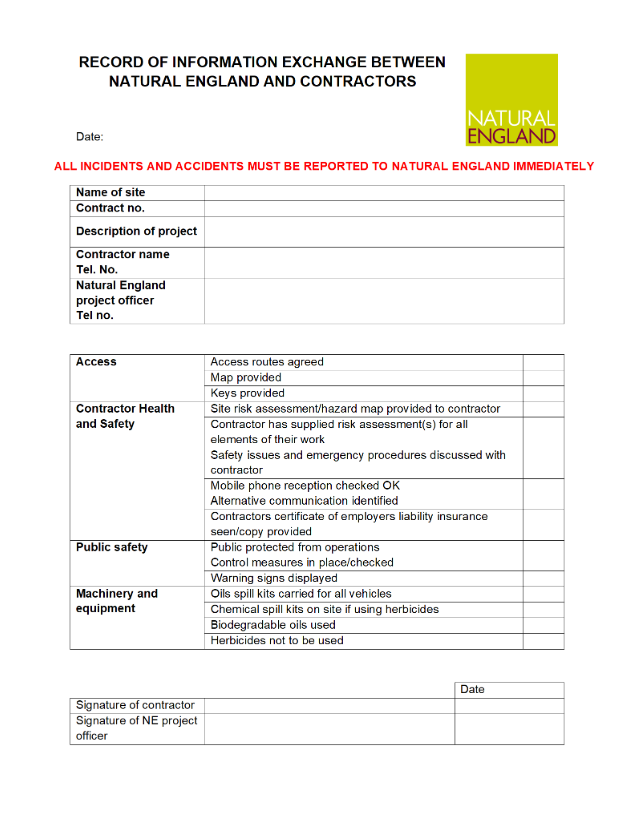 RECORD OF INFORMATION EXCHANGE BETWEEN
NATURAL ENGLAND AND CONTRACTORS
NATURAL
ENGLAND
Date:
ALL INCIDENTS AND ACCIDENTS MUST BE REPORTED TO NATURAL ENGLAND IMMEDIATELY
Name of site
Contract no.
Description of project
Contractor name
Tel. No.
Natural England
project officer
Tel no.
Access
Access routes agreed
Map provided
Keys provided
Contractor Health
and Safety
Site risk assessment/hazard map provided to contractor
Contractor has supplied risk assessment(s) for all
elements of their work
Safety issues and emergency procedures discussed with
contractor
Mobile phone reception checked OK
Alternative communication identified
Contractors certificate of employers liability insurance
seen/copy provided
Public safety
Public protected from operations
Control measures in place/checked
Warning signs displayed
Machinery and
equipment
Oils spill kits carried for all vehicles
Chemical spill kits on site if using herbicides
Biodegradable oils used
Herbicides not to be used
Date
Signature of contractor
Signature of NE project
officer